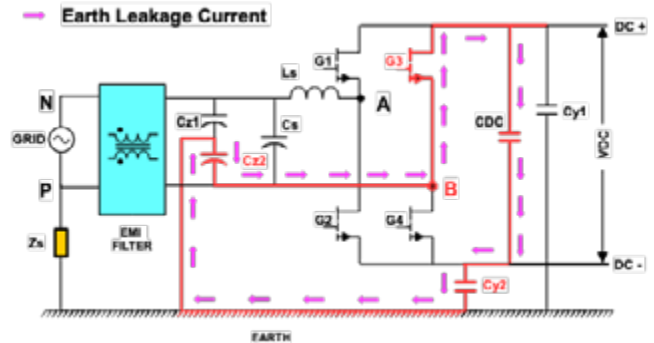 Earth Leakage Current
DC +
G1
G3
Ls
N
A
Cz1
Cs
CDC
Cy1
VDC
GRID
Cz2
P
B
G2
G4
Zs
EMI
FILTER
DC -
Cy2
EARTH